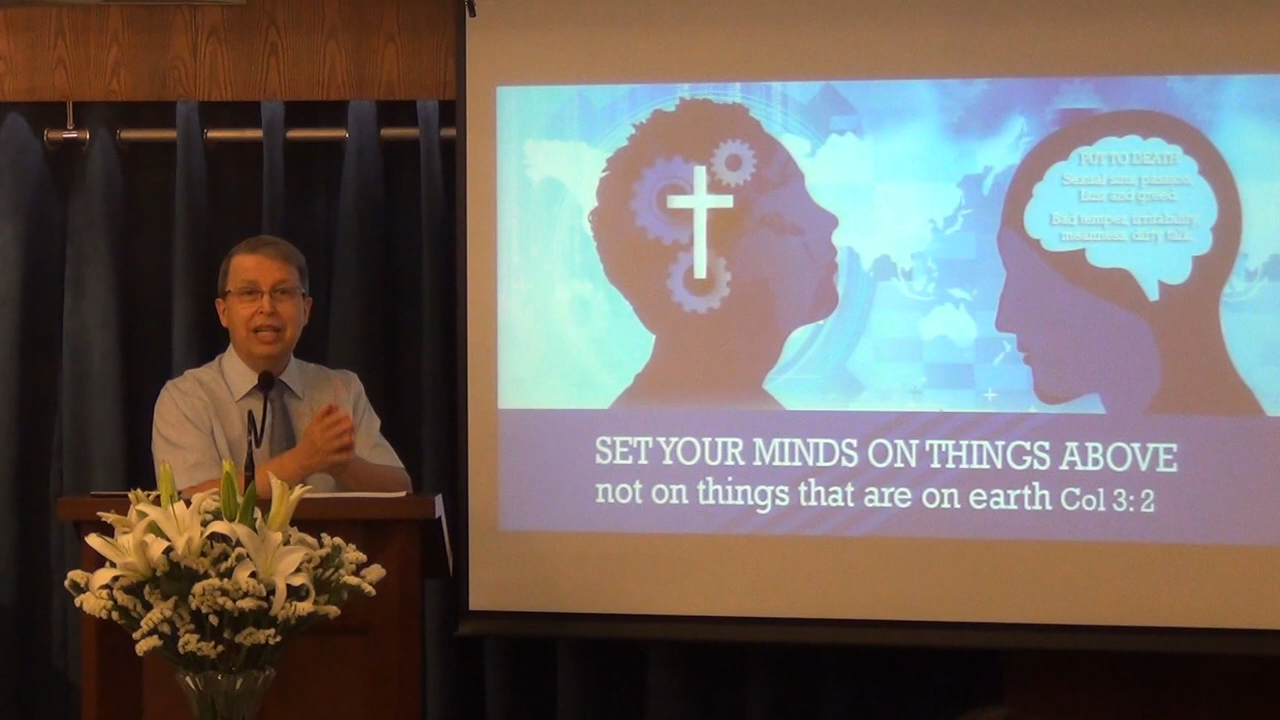 PUT TO DEATH
Sexual sins, passion,
lust and greed.
Bad temper, irritability,
meanness, dirty talk.
SET YOUR MINDS ON THINGS ABOVE
not on things that are on earth Col 3: 2